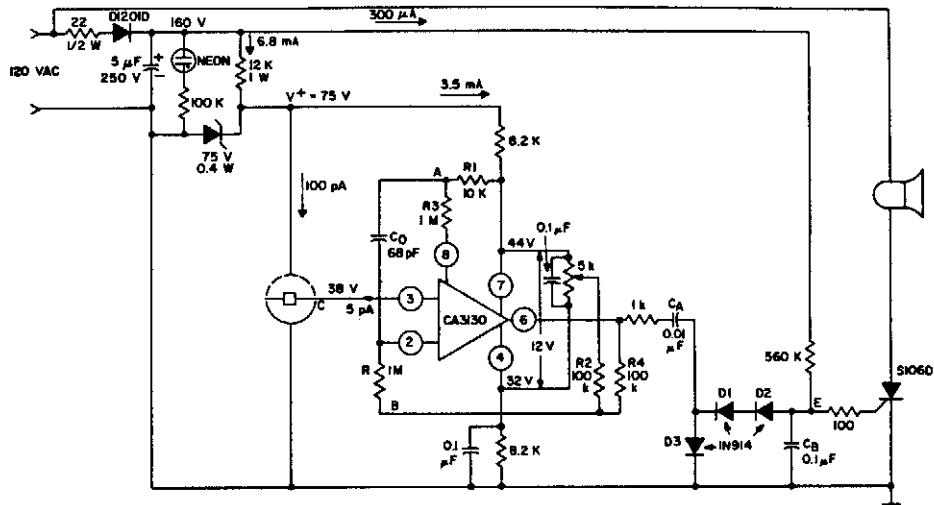 22
1/2 W
D1201D
160 V
300 µA
120 VAC
5 µF
250 V
+
−
NEON
6.8 mA
12 K
1 W
100 K
V+ = 75 V
3.5 mA
75 V
0.4 W
100 pA
8.2 K
A
R1
10 K
R3
1 M
CO
68 pF
8
0.1 µF
44 V
5 k
7
38 V
C
5 pA
3
CA3130
6
1 k
CA
0.01
µF
2
4
12 V
560 K
R
1M
32 V
R2
100
k
R4
100
k
S106D
B
D1
D2
E
1N914
100
D3
CB
0.1 µF
0.1
µF
8.2 K